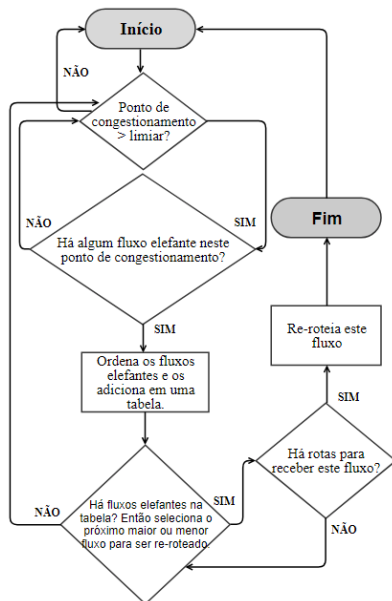 Início
NÃO
Ponto de
congestionamento
> limiar?
NÃO
SIM
Há algum fluxo elefante neste
ponto de congestionamento?
Fim
SIM
Ordena os fluxos
elefantes e os
adiciona em uma
tabela.
Re-roteia este
fluxo
SIM
Há rotas para
receber este fluxo?
Há fluxos elefantes na
tabela? Então seleciona o
próximo maior ou menor
fluxo para ser re-roteado.
SIM
NÃO
NÃO